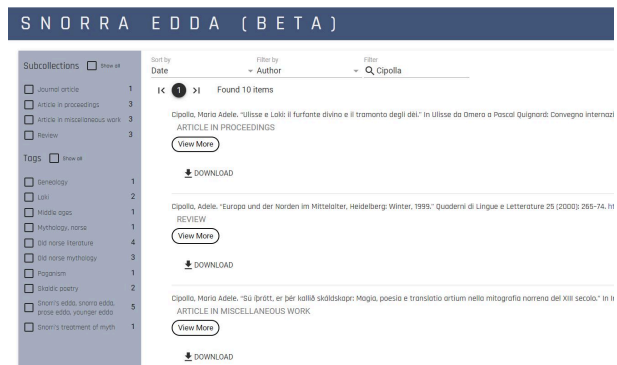 SNORRA EDDA (BETA)
Subcollections Show all
Journal article 1
Article in proceedings 3
Article in miscellaneous work 3
Review 3
Tags Show all
Genealogy 1
Loki 2
Middle ages 1
Mythology, norse 1
Old norse literature 4
Old norse mythology 3
Paganism 1
Skaldic poetry 2
Snorri's edda, snorra edda, prose edda, younger edda 5
Snorri's treatment of myth 1
Sort by Filter by Filter
Date Author Cipolla
1 Found 10 items
Cipolla, Maria Adele. "Ulisse e Loki: il furfante divino e il tramonto degli dèi." In Ulisse da Omero a Pascal Quignard: Convegno internazi
ARTICLE IN PROCEEDINGS
View More
DOWNLOAD
Cipolla, Adele. "Europa und der Norden im Mittelalter, Heidelberg: Winter, 1999." Quaderni di Lingue e Letterature 25 (2000): 265–74. ht
REVIEW
View More
DOWNLOAD
Cipolla, Maria Adele. "Sú íþrótt, er þér kallið skáldskapr: Magia, poesia e translatio artium nella mitografia norrena del XIII secolo." In
ARTICLE IN MISCELLANEOUS WORK
View More
DOWNLOAD